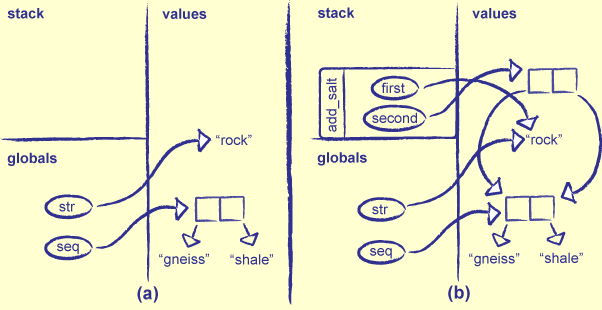 stack
values
globals
"rock"
str
seq
"gneiss"
"shale"
(a)
stack
values
add_salt
first
second
globals
"rock"
str
seq
"gneiss"
"shale"
(b)